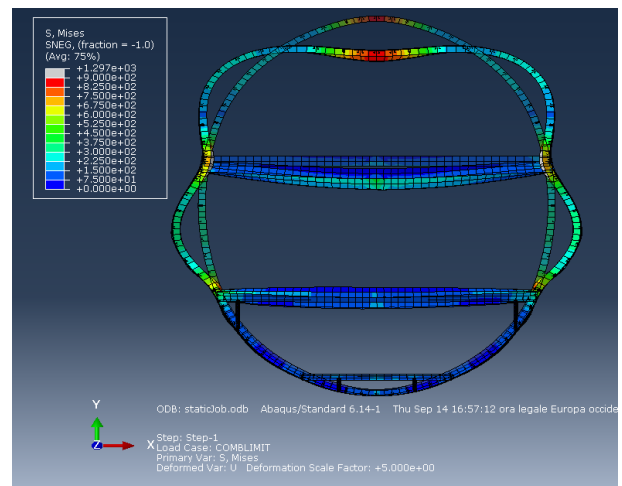 S, Mises
SNEG, (fraction = -1.0)
(Avg: 75%)
+1.297e+03
+9.000e+02
+8.250e+02
+7.500e+02
+6.750e+02
+6.000e+02
+5.250e+02
+4.500e+02
+3.750e+02
+3.000e+02
+2.250e+02
+1.500e+02
+7.500e+01
+0.000e+00
Y
Z
X
ODB: staticJob.odb Abaqus/Standard 6.14-1 Thu Sep 14 16:57:12 ora legale Europa occide
Step: Step-1
Load Case: COMBLIMIT
Primary Var: S, Mises
Deformed Var: U Deformation Scale Factor: +5.000e+00